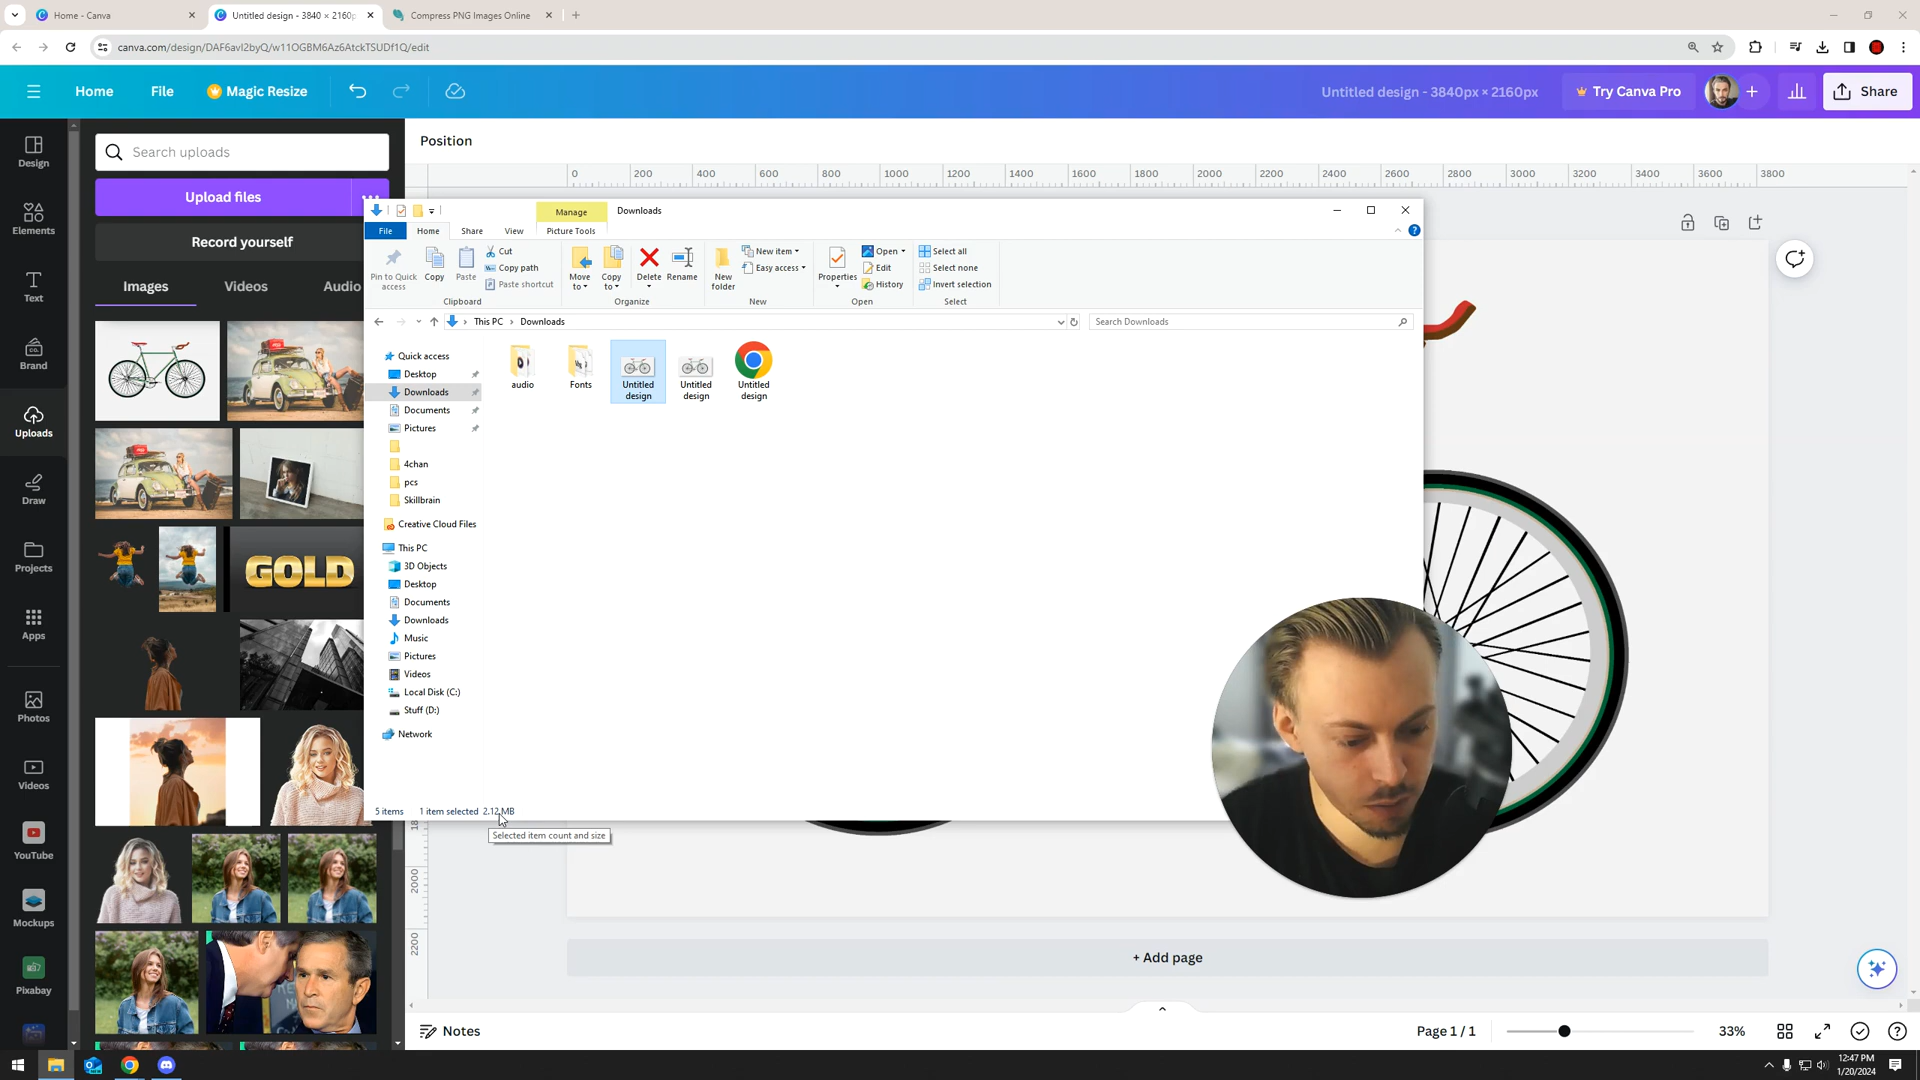 Home - Canva
Untitled design - 3840 × 2160p
Compress PNG Images Online
canva.com/design/DAF6avI2byQ/w11OGBM6Az6AtckTSUDf1Q/edit
Home
File
Magic Resize
Untitled design - 3840px × 2160px
Try Canva Pro
Share
Design
Elements
Text
Brand
Uploads
Draw
Projects
Apps
Photos
Videos
YouTube
Mockups
Pixabay
Search uploads
Upload files
Record yourself
Images
Videos
Audio
GOLD
Position
0 200 400 600 800 1000 1200 1400 1600 1800 2000 2200 2400 2600 2800 3000 3200 3400 3600 3800
Manage
Downloads
File
Home
Share
View
Picture Tools
Pin to Quick access
Copy
Paste
Cut
Copy path
Paste shortcut
Clipboard
Move to
Copy to
Delete
Rename
Organize
New folder
New item
Easy access
New
Properties
Open
Edit
History
Open
Select all
Select none
Invert selection
Select
This PC
Downloads
Search Downloads
Quick access
Desktop
Downloads
Documents
Pictures
4chan
pcs
Skillbrain
Creative Cloud Files
This PC
3D Objects
Desktop
Documents
Downloads
Music
Pictures
Videos
Local Disk (C:)
Stuff (D:)
Network
audio
Fonts
Untitled design
Untitled design
Untitled design
5 items
1 item selected 2.12 MB
Selected item count and size
2000
2200
+ Add page
Notes
Page 1 / 1
33%
12:47 PM
1/20/2024